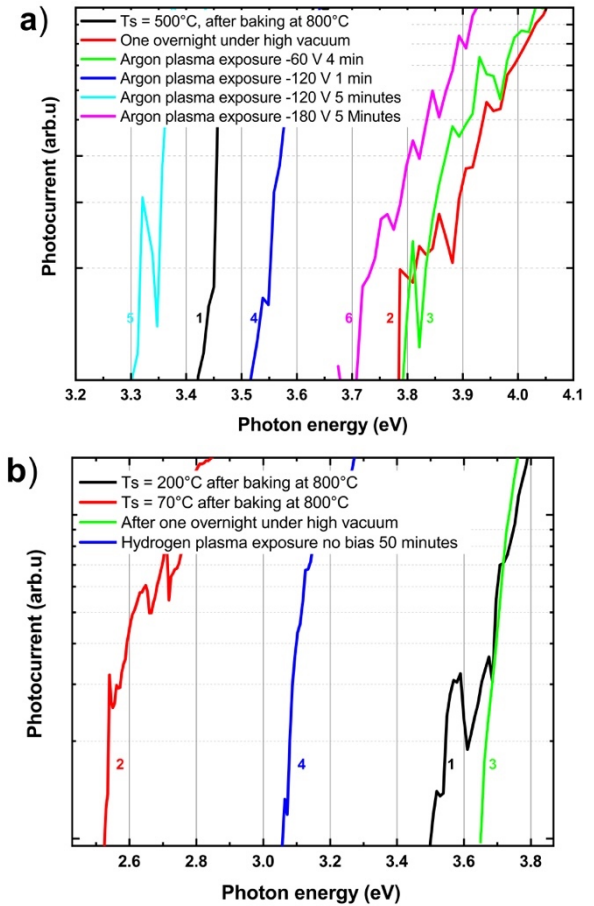 a)
Ts = 500°C, after baking at 800°C
One overnight under high vacuum
Argon plasma exposure -60 V 4 min
Argon plasma exposure -120 V 1 min
Argon plasma exposure -120 V 5 minutes
Argon plasma exposure -180 V 5 Minutes
Photocurrent (arb.u)
5 1 4 6 2 3
3.2 3.3 3.4 3.5 3.6 3.7 3.8 3.9 4.0 4.1
Photon energy (eV)
b)
Ts = 200°C after baking at 800°C
Ts = 70°C after baking at 800°C
After one overnight under high vacuum
Hydrogen plasma exposure no bias 50 minutes
Photocurrent (arb.u)
2 4 1 3
2.6 2.8 3.0 3.2 3.4 3.6 3.8
Photon energy (eV)